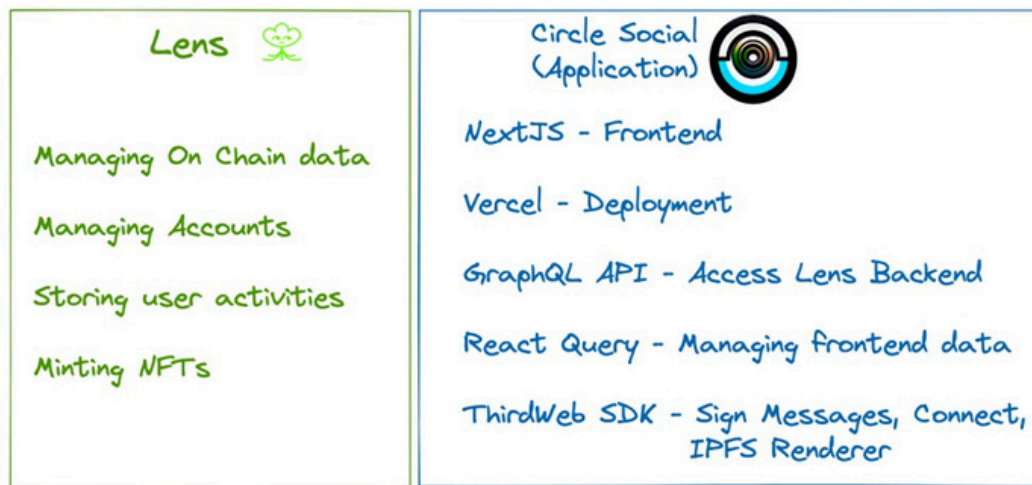 Lens
Managing On Chain data
Managing Accounts
Storing user activities
Minting NFTs
Circle Social
(Application)
NextJS - Frontend
Vercel - Deployment
GraphQL API - Access Lens Backend
React Query - Managing frontend data
ThirdWeb SDK - Sign Messages, Connect,
IPFS Renderer